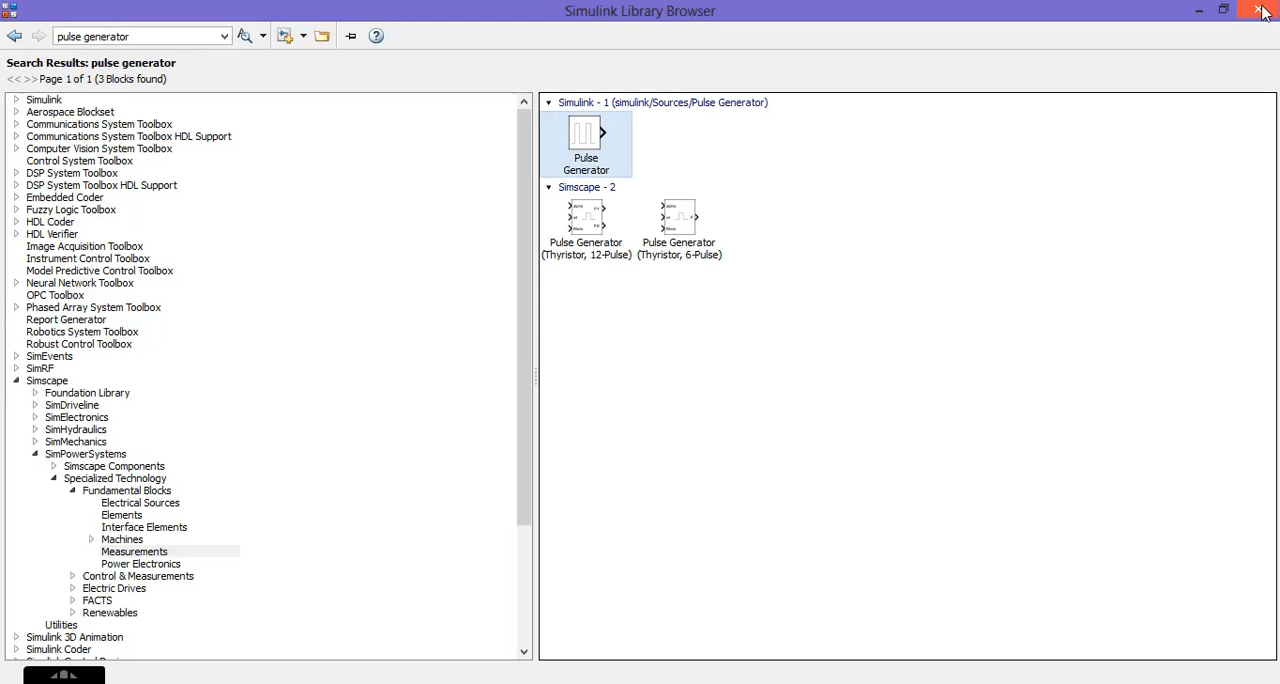 Simulink Library Browser
pulse generator
Search Results: pulse generator
<< >> Page 1 of 1 (3 Blocks found)
Simulink
Aerospace Blockset
Communications System Toolbox
Communications System Toolbox HDL Support
Computer Vision System Toolbox
Control System Toolbox
DSP System Toolbox
DSP System Toolbox HDL Support
Embedded Coder
Fuzzy Logic Toolbox
HDL Coder
HDL Verifier
Image Acquisition Toolbox
Instrument Control Toolbox
Model Predictive Control Toolbox
Neural Network Toolbox
OPC Toolbox
Phased Array System Toolbox
Report Generator
Robotics System Toolbox
Robust Control Toolbox
SimEvents
SimRF
Simscape
Foundation Library
SimDriveline
SimElectronics
SimHydraulics
SimMechanics
SimPowerSystems
Simscape Components
Specialized Technology
Fundamental Blocks
Electrical Sources
Elements
Interface Elements
Machines
Measurements
Power Electronics
Control & Measurements
Electric Drives
FACTS
Renewables
Utilities
Simulink 3D Animation
Simulink Coder
Simulink - 1 (simulink/Sources/Pulse Generator)
Pulse
Generator
Simscape - 2
Pulse Generator
(Thyristor, 12-Pulse)
Pulse Generator
(Thyristor, 6-Pulse)